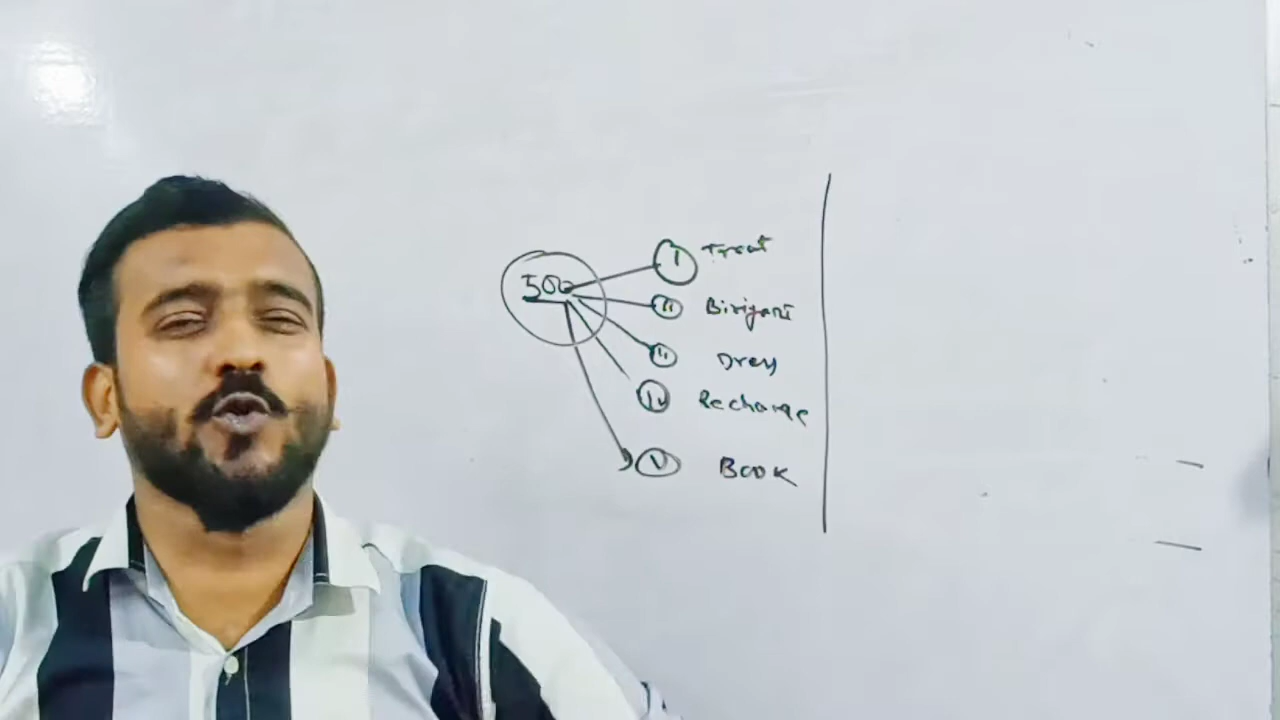 500
I Treat
II Biriyani
III Dress
IV Recharge
V Book